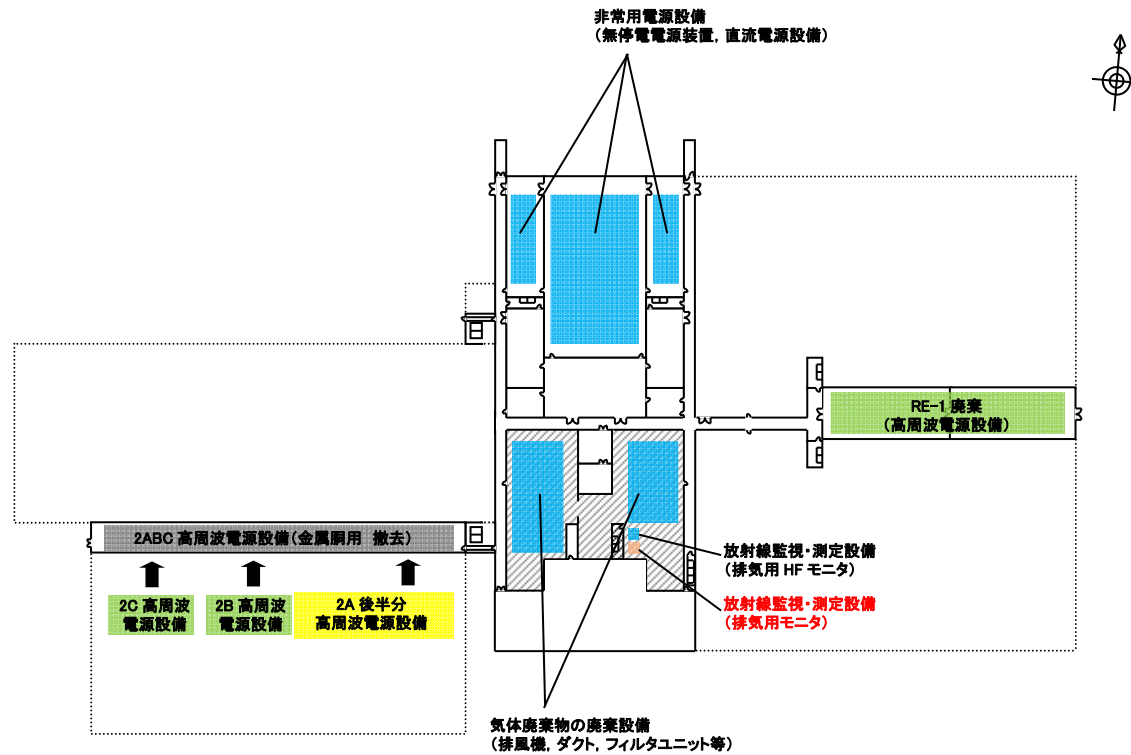 非常用電源設備
(無停電電源装置, 直流電源設備)
RE-1 廃棄
(高周波電源設備)
2ABC 高周波電源設備(金属胴用 撤去)
2C 高周波
電源設備
2B 高周波
電源設備
2A 後半分
高周波電源設備
放射線監視・測定設備
(排気用 HF モニタ)
放射線監視・測定設備
(排気用モニタ)
気体廃棄物の廃棄設備
(排風機, ダクト, フィルタユニット等)